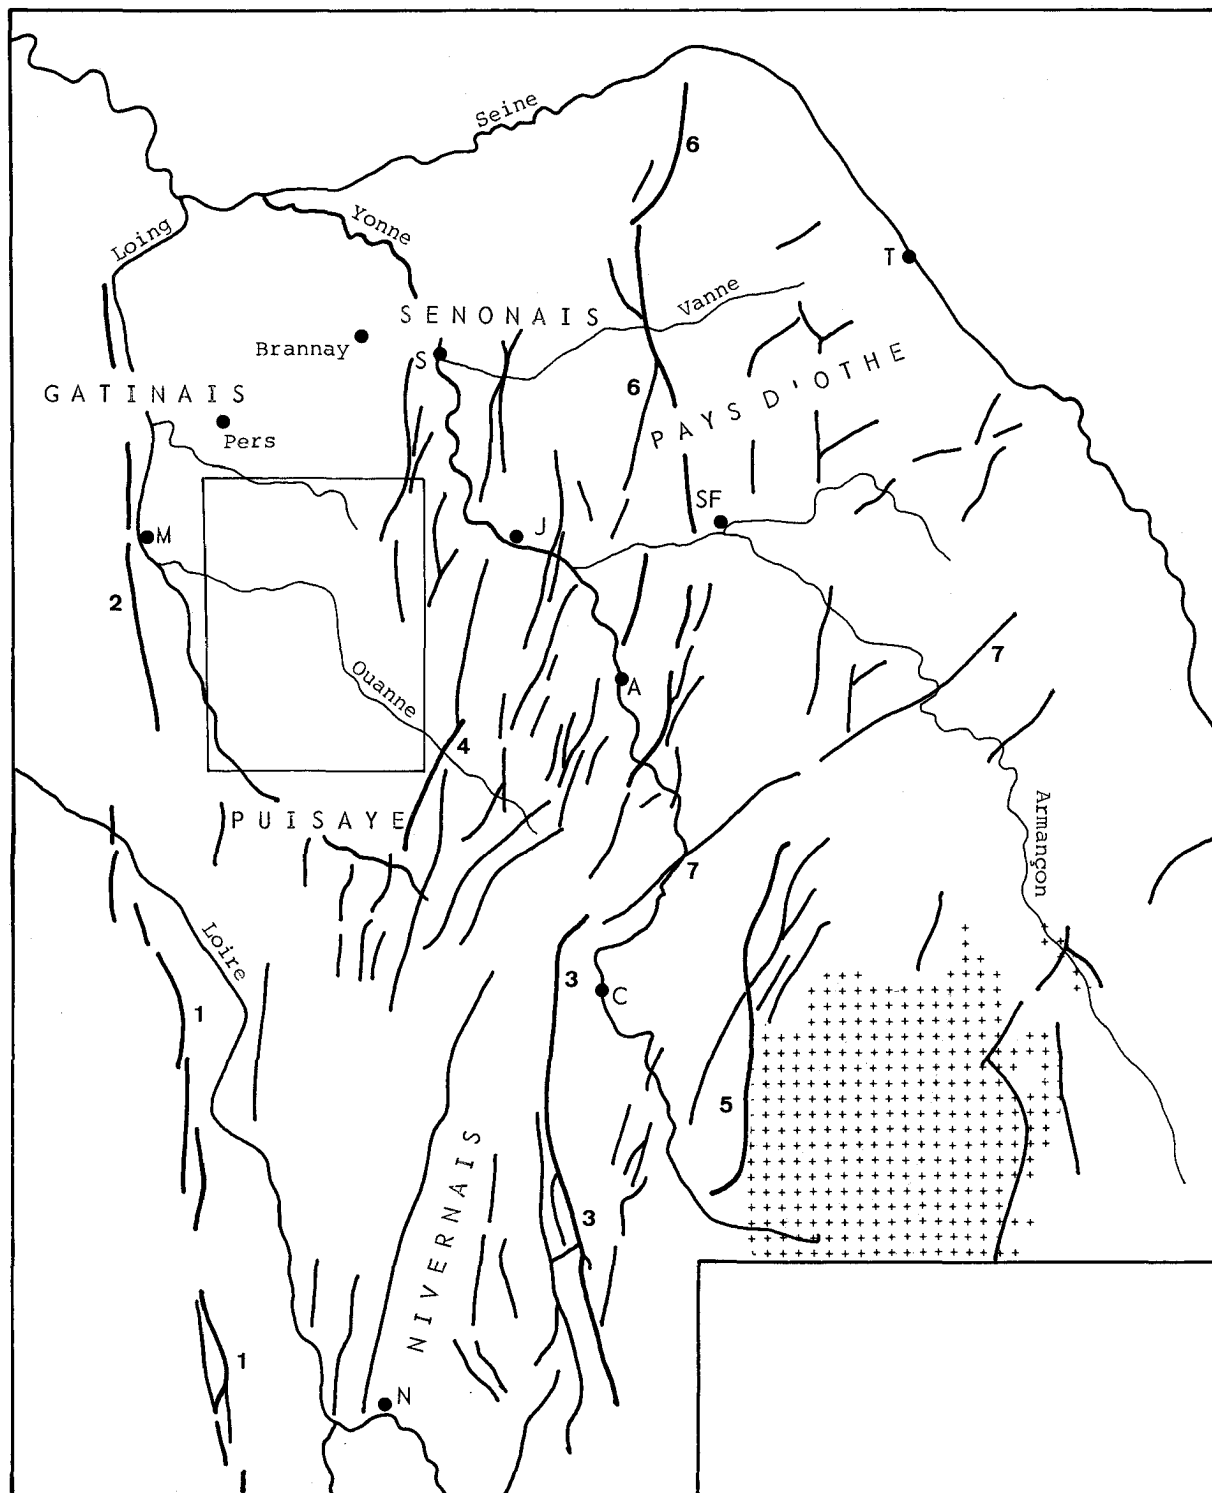 Seine
6
Yonne
Loing
T
Vanne
SENONAIS
Brannay
S
6
PAYS D'OTHE
GATINAIS
Pers
SF
J
M
2
7
Ouanne
A
4
Armançon
PUISAYE
7
Loire
3
C
1
5
NIVERNAIS
3
1
N